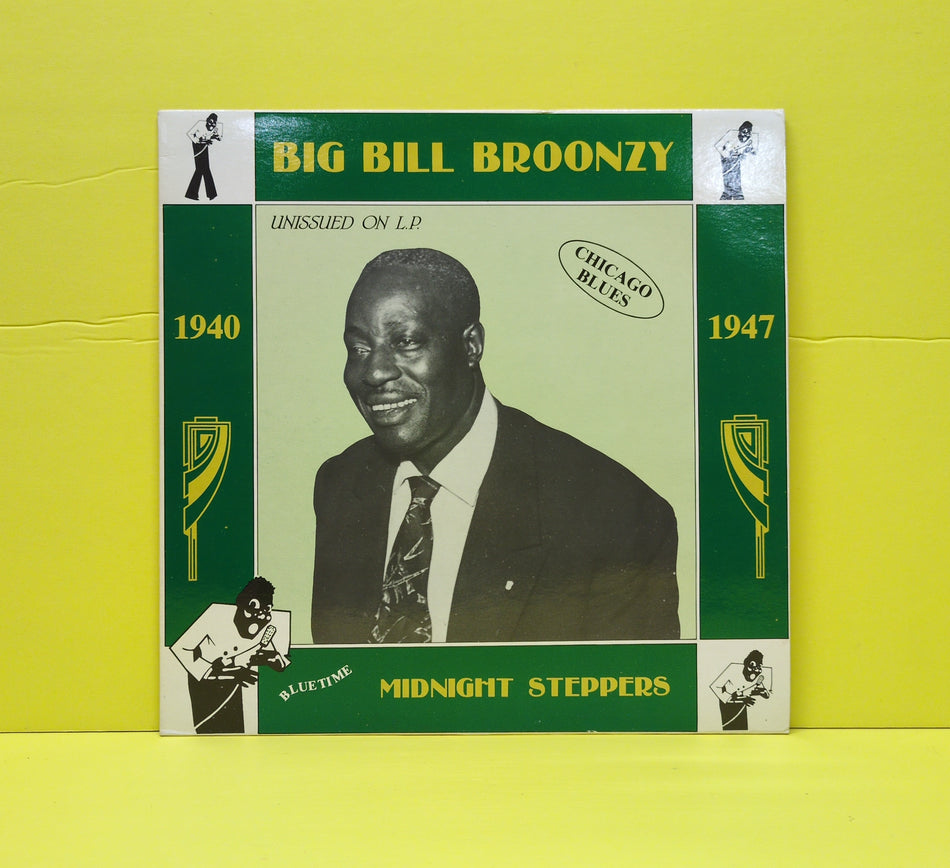 BIG BILL BROONZY
UNISSUED ON L.P.
CHICAGO
BLUES
1940
1947
BLUETIME
MIDNIGHT STEPPERS